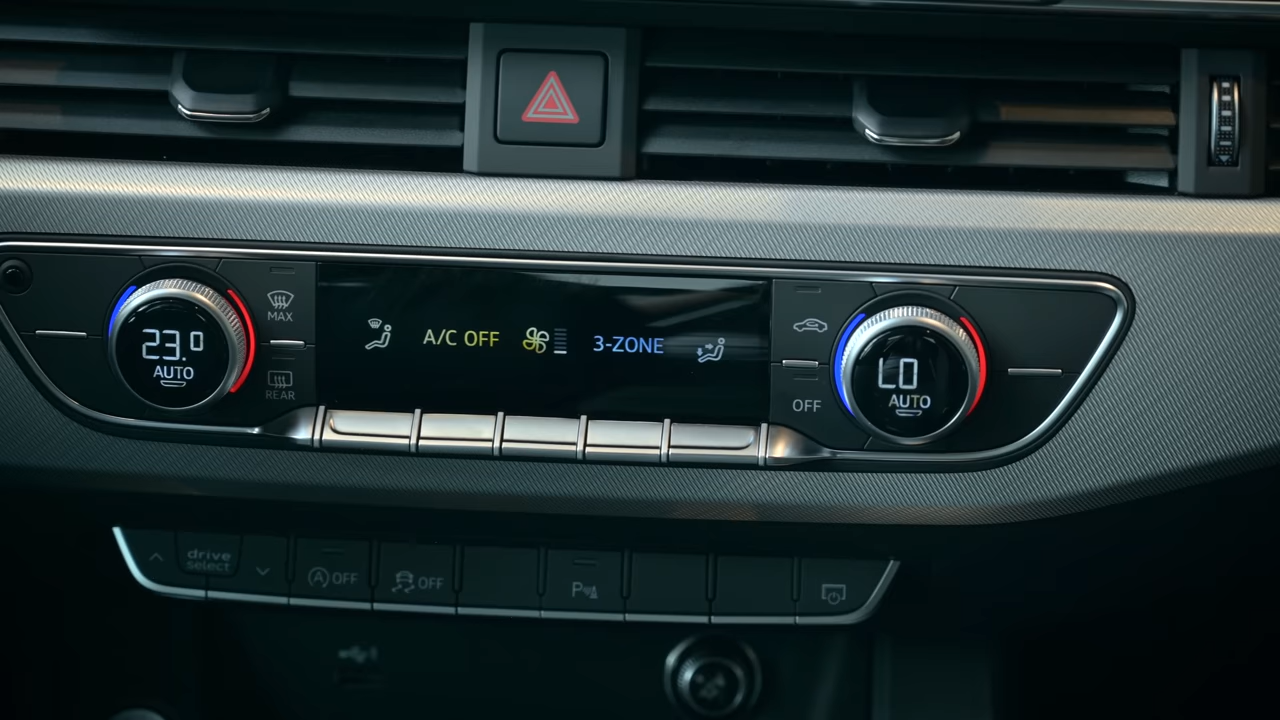 MAX
23.0
AUTO
REAR
A/C OFF
3-ZONE
OFF
LO
AUTO
drive
select
A OFF
OFF
P